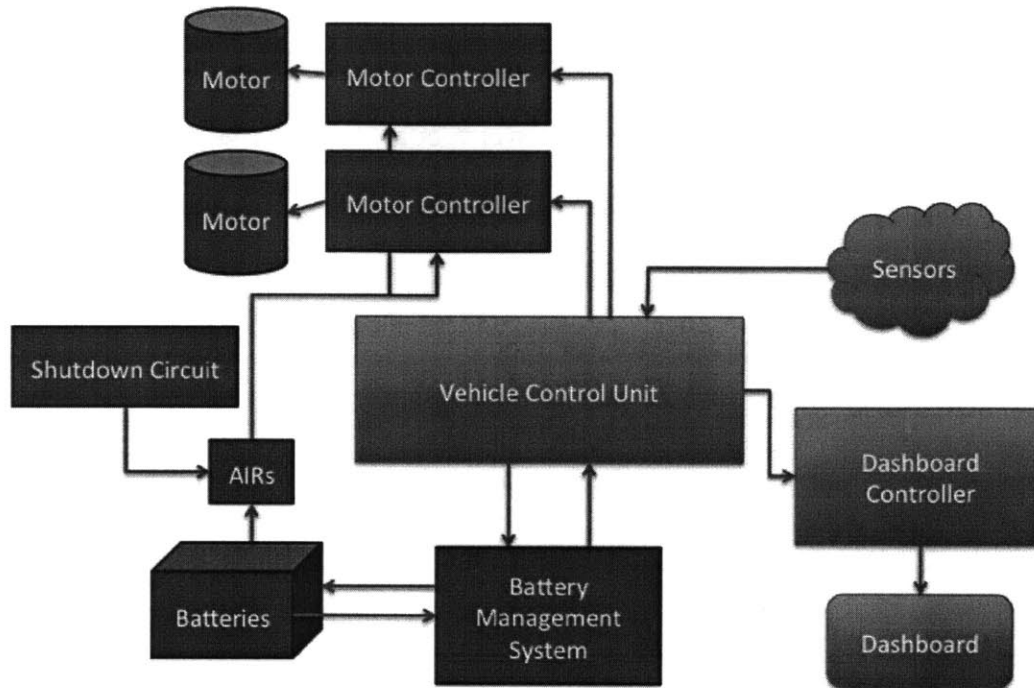 Motor
Motor Controller
Motor
Motor Controller
Sensors
Shutdown Circuit
Vehicle Control Unit
AIRs
Dashboard
Controller
Batteries
Battery
Management
System
Dashboard